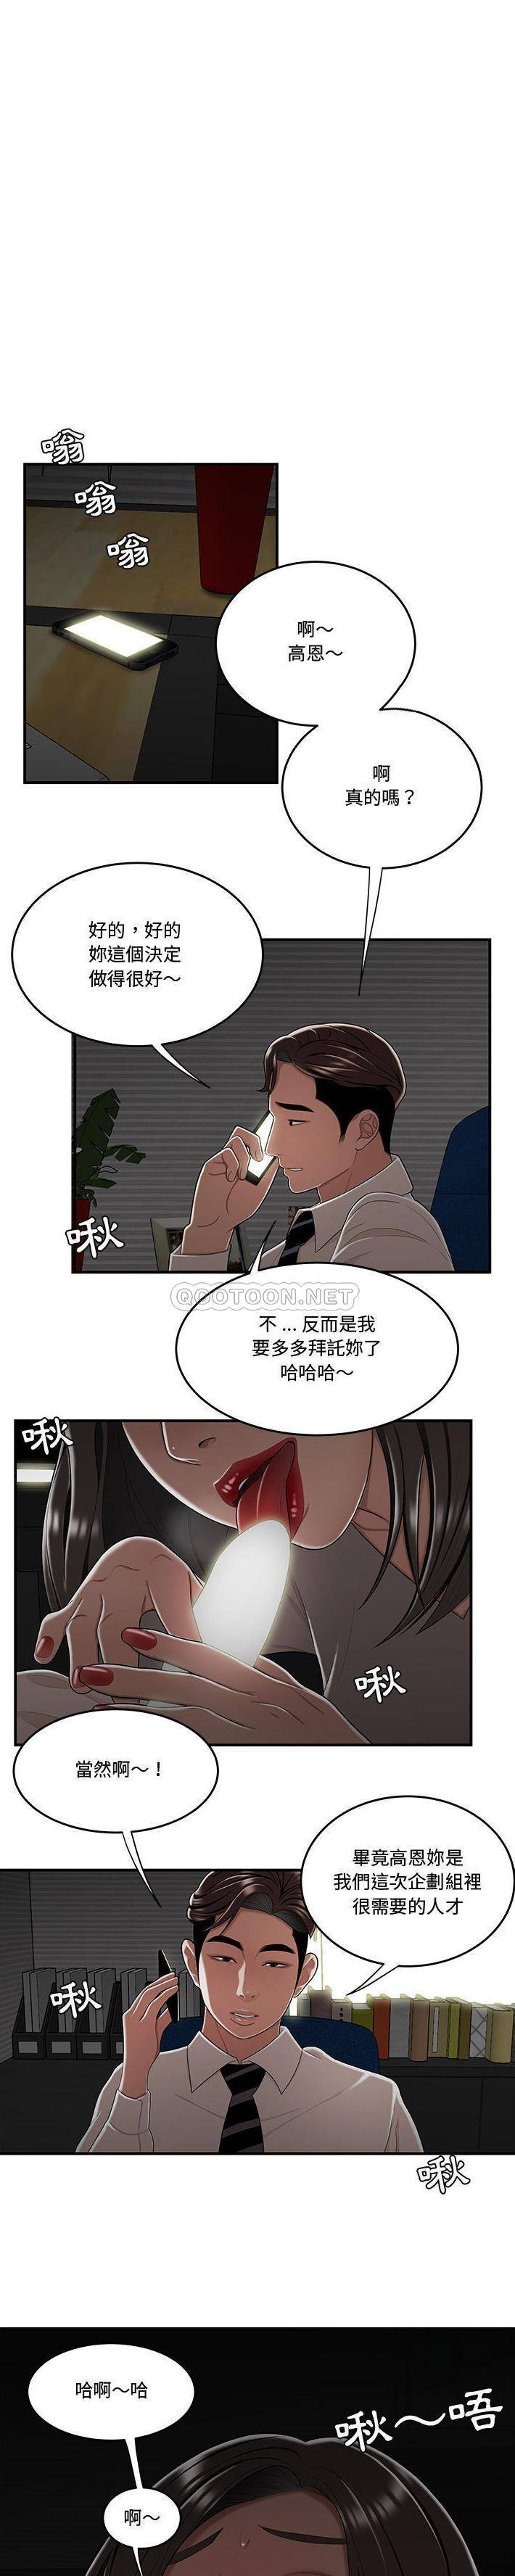 嗡
嗡
嗡
啊～
高恩～
啊
真的嗎？
好的，好的
妳這個決定
做得很好～
啾
QOOTOON.NET
不 ... 反而是我
要多多拜託妳了
哈哈哈～
啾
啾
當然啊～！
畢竟高恩妳是
我們這次企劃組裡
很需要的人才
啾
啾
哈啊～哈
啾～唔
啊～